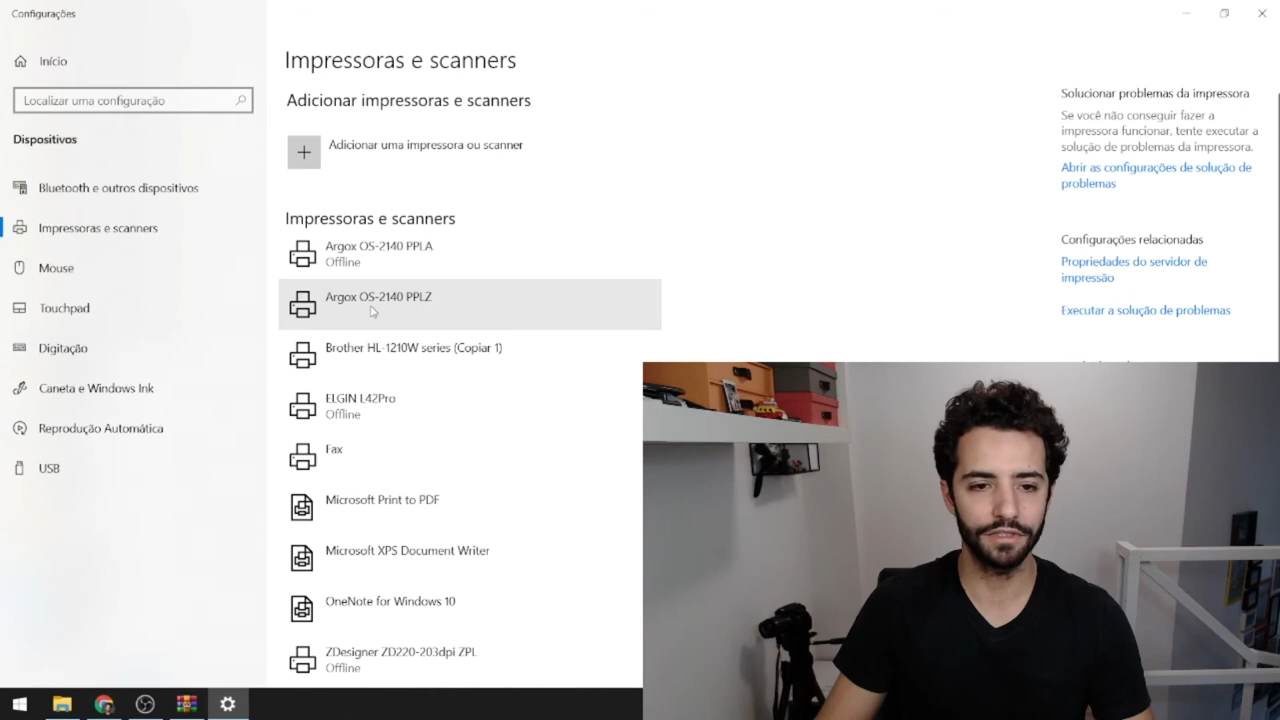 Configurações
Início
Localizar uma configuração
Dispositivos
Bluetooth e outros dispositivos
Impressoras e scanners
Mouse
Touchpad
Digitação
Caneta e Windows Ink
Reprodução Automática
USB
Impressoras e scanners
Adicionar impressoras e scanners
Adicionar uma impressora ou scanner
Impressoras e scanners
Argox OS-2140 PPLA
Offline
Argox OS-2140 PPLZ
Brother HL-1210W series (Copiar 1)
ELGIN L42Pro
Offline
Fax
Microsoft Print to PDF
Microsoft XPS Document Writer
OneNote for Windows 10
ZDesigner ZD220-203dpi ZPL
Offline
Solucionar problemas da impressora
Se você não conseguir fazer a
impressora funcionar, tente executar a
solução de problemas da impressora.
Abrir as configurações de solução de
problemas
Configurações relacionadas
Propriedades do servidor de
impressão
Executar a solução de problemas